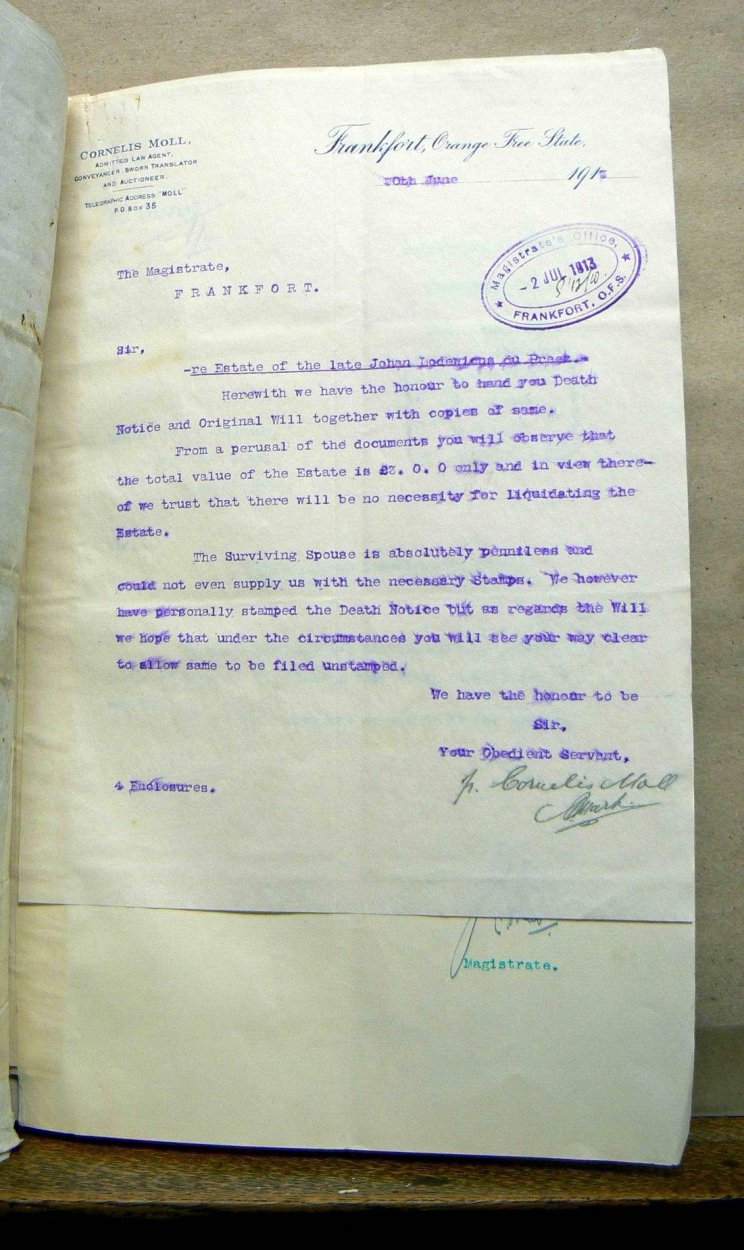 CORNELIS MOLL,
ADMITTED LAW AGENT,
CONVEYANCER, SWORN TRANSLATOR
AND AUCTIONEER.
TELEGRAPHIC ADDRESS "MOLL"
P.O BOX 35
Frankfort, Orange Free State,
30th June 1913
Magistrate's Office,
- 2 JUL 1913
FRANKFORT, O.F.S.
The Magistrate,
FRANKFORT.
Sir,
-re Estate of the late Johan Lodewicus du Preez.-
Herewith we have the honour to hand you Death
Notice and Original Will together with copies of same.
From a perusal of the documents you will observe that
the total value of the Estate is 0. 0 only and in view there-
of we trust that there will be no necessity for liquidating the
Estate.
The Surviving Spouse is absolutely penniless and
could not even supply us with the necessary Stamps. We however
have personally stamped the Death Notice but as regards the Will
we hope that under the circumstances you will see your way clear
to allow same to be filed unstamped.
We have the honour to be
Sir,
Your Obedient Servant,
4 Enclosures.
p. Cornelis Moll
Magistrate.